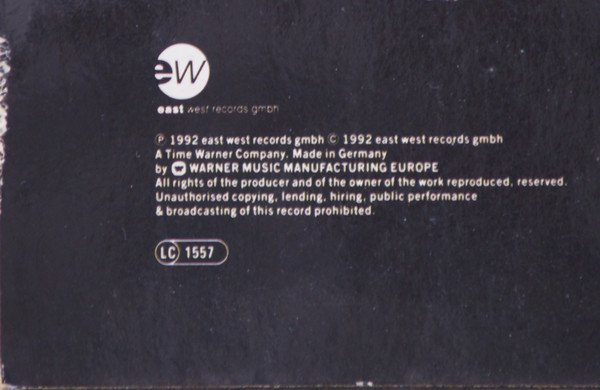 ew
east west records gmbh
℗ 1992 east west records gmbh © 1992 east west records gmbh
A Time Warner Company. Made in Germany
by WARNER MUSIC MANUFACTURING EUROPE
All rights of the producer and of the owner of the work reproduced, reserved.
Unauthorised copying, lending, hiring, public performance
& broadcasting of this record prohibited.
LC 1557